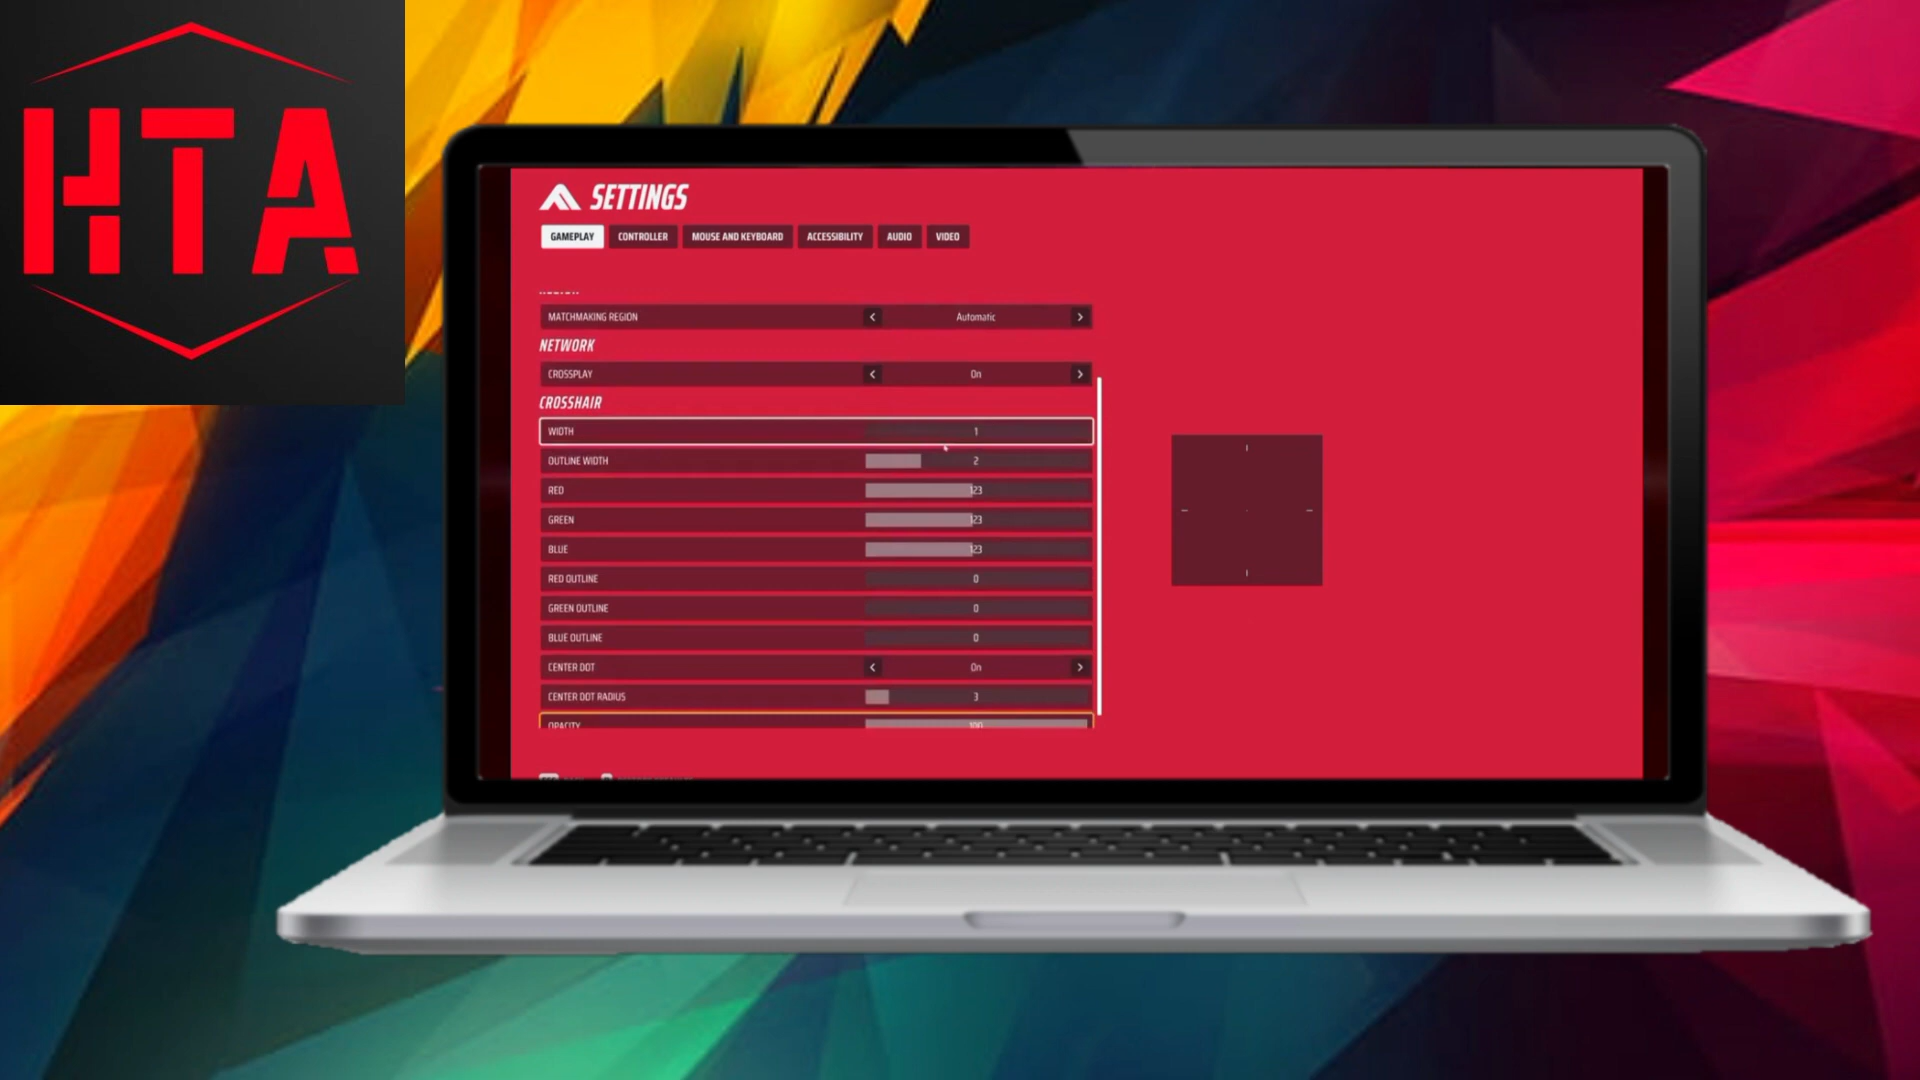 HTA
SETTINGS
GAMEPLAY CONTROLLER MOUSE AND KEYBOARD ACCESSIBILITY AUDIO VIDEO
MATCHMAKING REGION < Automatic >
NETWORK
CROSSPLAY < On >
CROSSHAIR
WIDTH 1
OUTLINE WIDTH 2
RED 123
GREEN 123
BLUE 123
RED OUTLINE 0
GREEN OUTLINE 0
BLUE OUTLINE 0
CENTER DOT < On >
CENTER DOT RADIUS 3
OPACITY 100